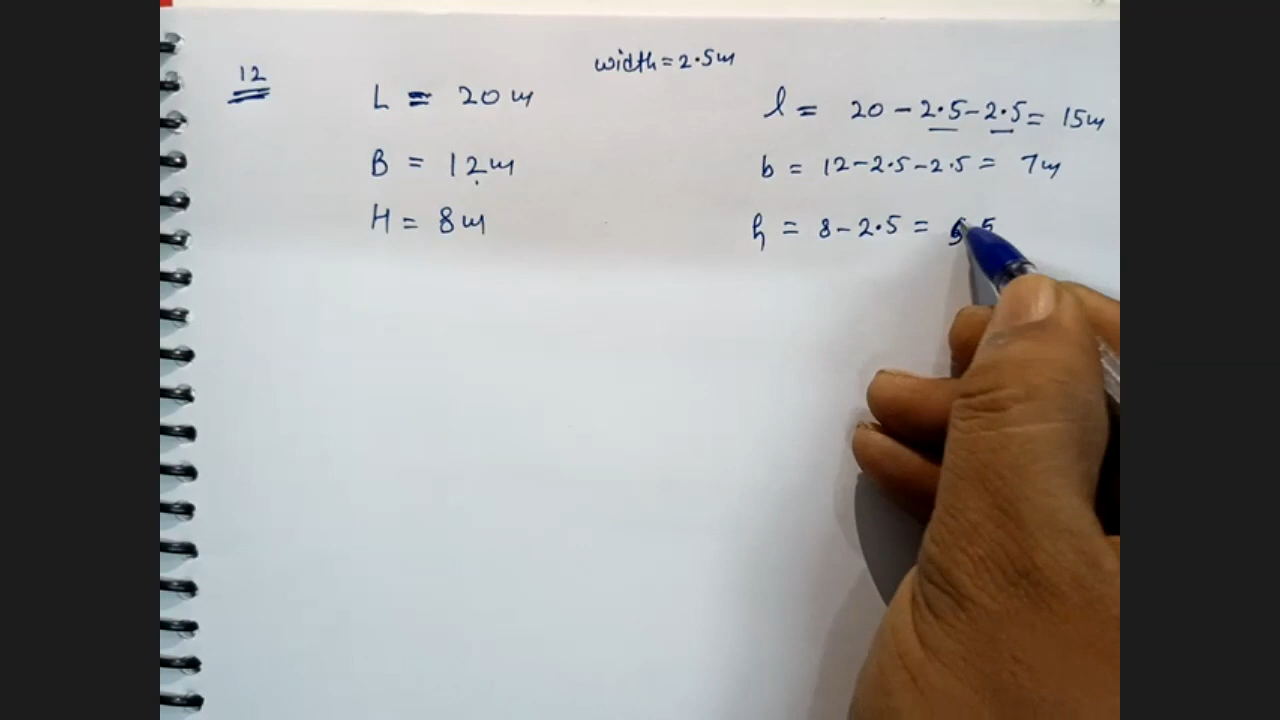 12
width = 2.5m
L = 20m
l = 20 - 2.5 - 2.5 = 15m
B = 12m
b = 12 - 2.5 - 2.5 = 7m
H = 8m
h = 8 - 2.5 =